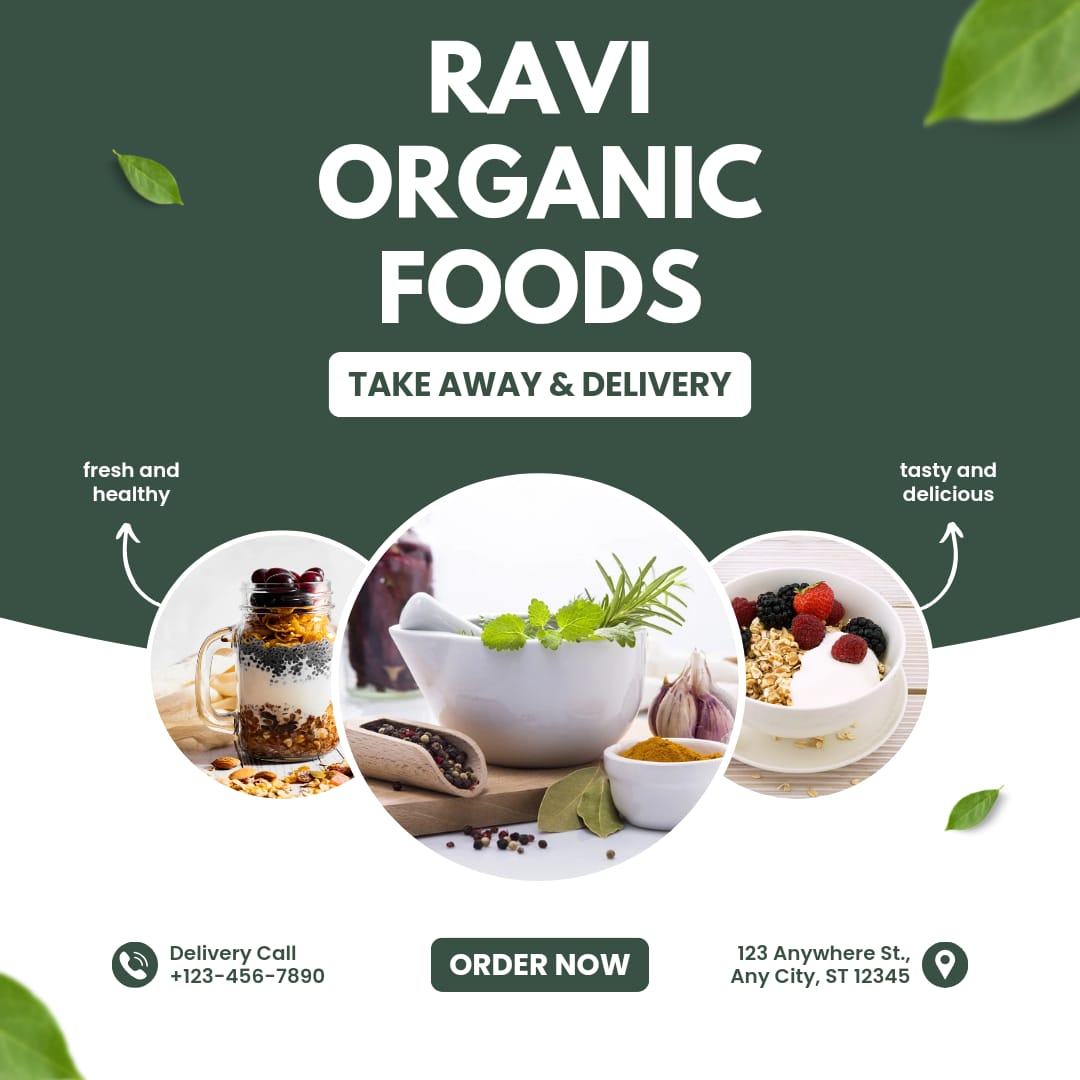 RAVI
ORGANIC
FOODS
TAKE AWAY & DELIVERY
fresh and
healthy
tasty and
delicious
Delivery Call
+123-456-7890
ORDER NOW
123 Anywhere St.,
Any City, ST 12345